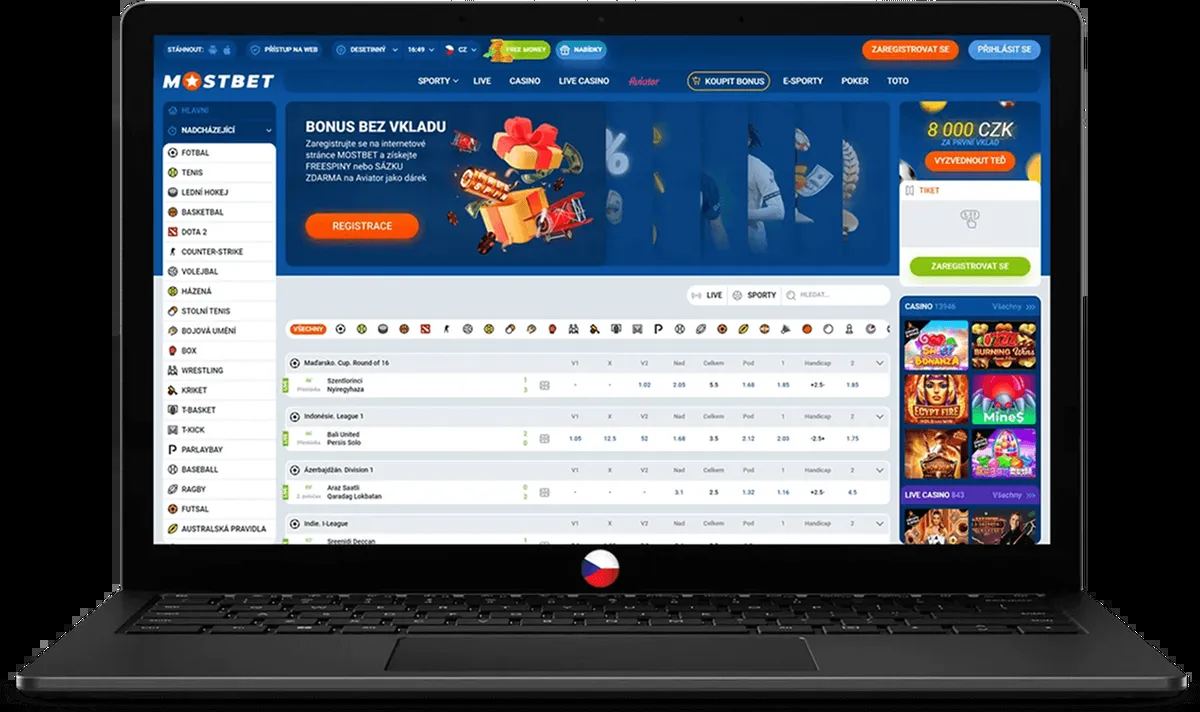 STÁHNOUT:
PŘÍSTUP NA WEB
DESETINNÝ
16:49
CZ
FREE MONEY
NABÍDKY
ZAREGISTROVAT SE
PŘIHLÁSIT SE
MOSTBET
SPORTY
LIVE
CASINO
LIVE CASINO
Aviator
KOUPIT BONUS
E-SPORTY
POKER
TOTO
HLAVNÍ
NADCHÁZEJÍCÍ
FOTBAL
TENIS
LEDNÍ HOKEJ
BASKETBAL
DOTA 2
COUNTER-STRIKE
VOLEJBAL
HÁZENÁ
STOLNÍ TENIS
BOJOVÁ UMĚNÍ
BOX
WRESTLING
KRIKET
T-BASKET
T-KICK
PARLAYBAY
BASEBALL
RAGBY
FUTSAL
AUSTRALSKÁ PRAVIDLA
BONUS BEZ VKLADU
Zaregistrujte se na internetové
stránce MOSTBET a získejte
FREESPINY nebo SÁZKU
ZDARMA na Aviator jako dárek
REGISTRACE
8 000 CZK
ZA PRVNÍ VKLAD
VYZVEDNOUT TEĎ
TIKET
ZAREGISTROVAT SE
LIVE
SPORTY
HLEDAT...
VŠECHNY
Maďarsko. Cup. Round of 16 V1 X V2 Nad Celkem Pod 1 Handicap 2
Szentlorinci 1
Nyiregyhaza 3
- - 1.02 2.05 5.5 1.68 1.85 +2.5- 1.85
Indonésie. League 1 V1 X V2 Nad Celkem Pod 1 Handicap 2
Bali United 2
Persis Solo 0
1.05 12.5 52 1.68 3.5 2.12 2.03 -2.5+ 1.75
Ázerbajdžán. Division 1 V1 X V2 Nad Celkem Pod 1 Handicap 2
Araz Saatli 0
Qaradag Lokbatan 2
- - - 3.1 2.5 1.32 1.16 +2.5- 4.5
Indie. I-League V1 X V2 Nad Celkem Pod 1 Handicap 2
Sreenidi Deccan 1
CASINO 13946 Všechny
SWEET BONANZA
BURNING WINS
EGYPT FIRE
MINES
SUGAR RUSH
LIVE CASINO 843 Všechny